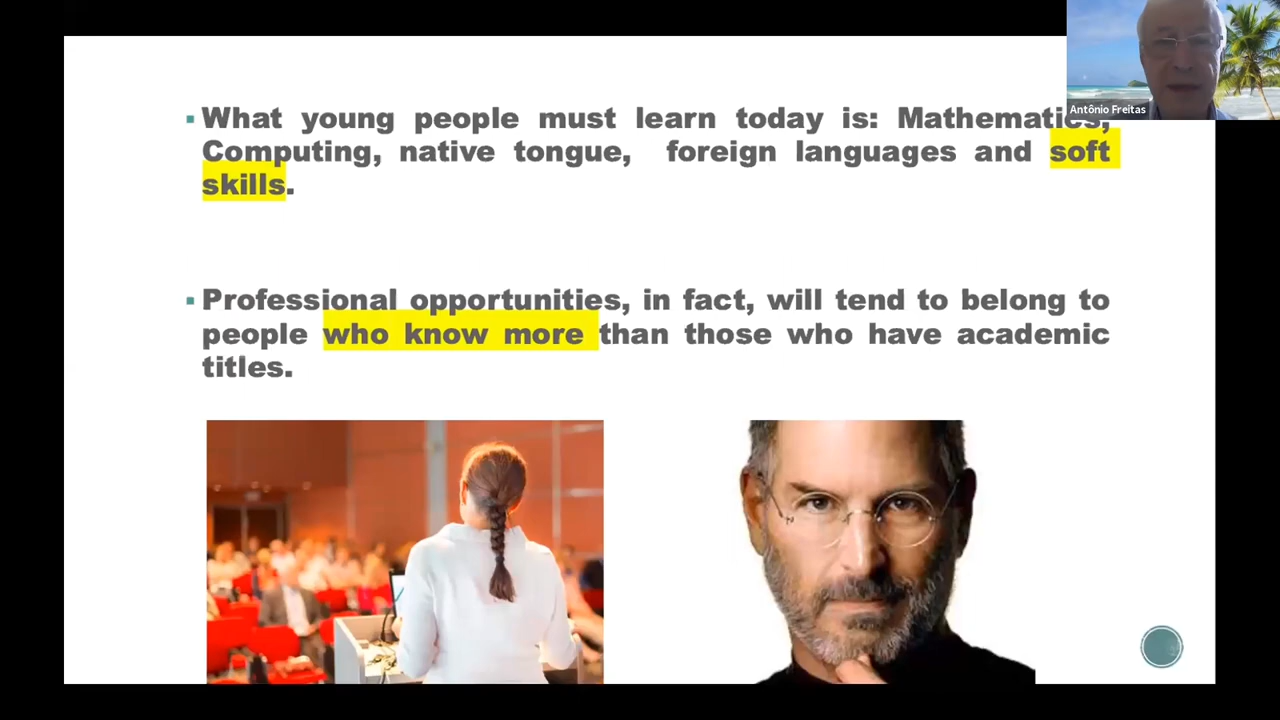 What young people must learn today is: Mathematics,
Computing, native tongue, foreign languages and soft
skills.
Professional opportunities, in fact, will tend to belong to
people who know more than those who have academic
titles.
Antônio Freitas